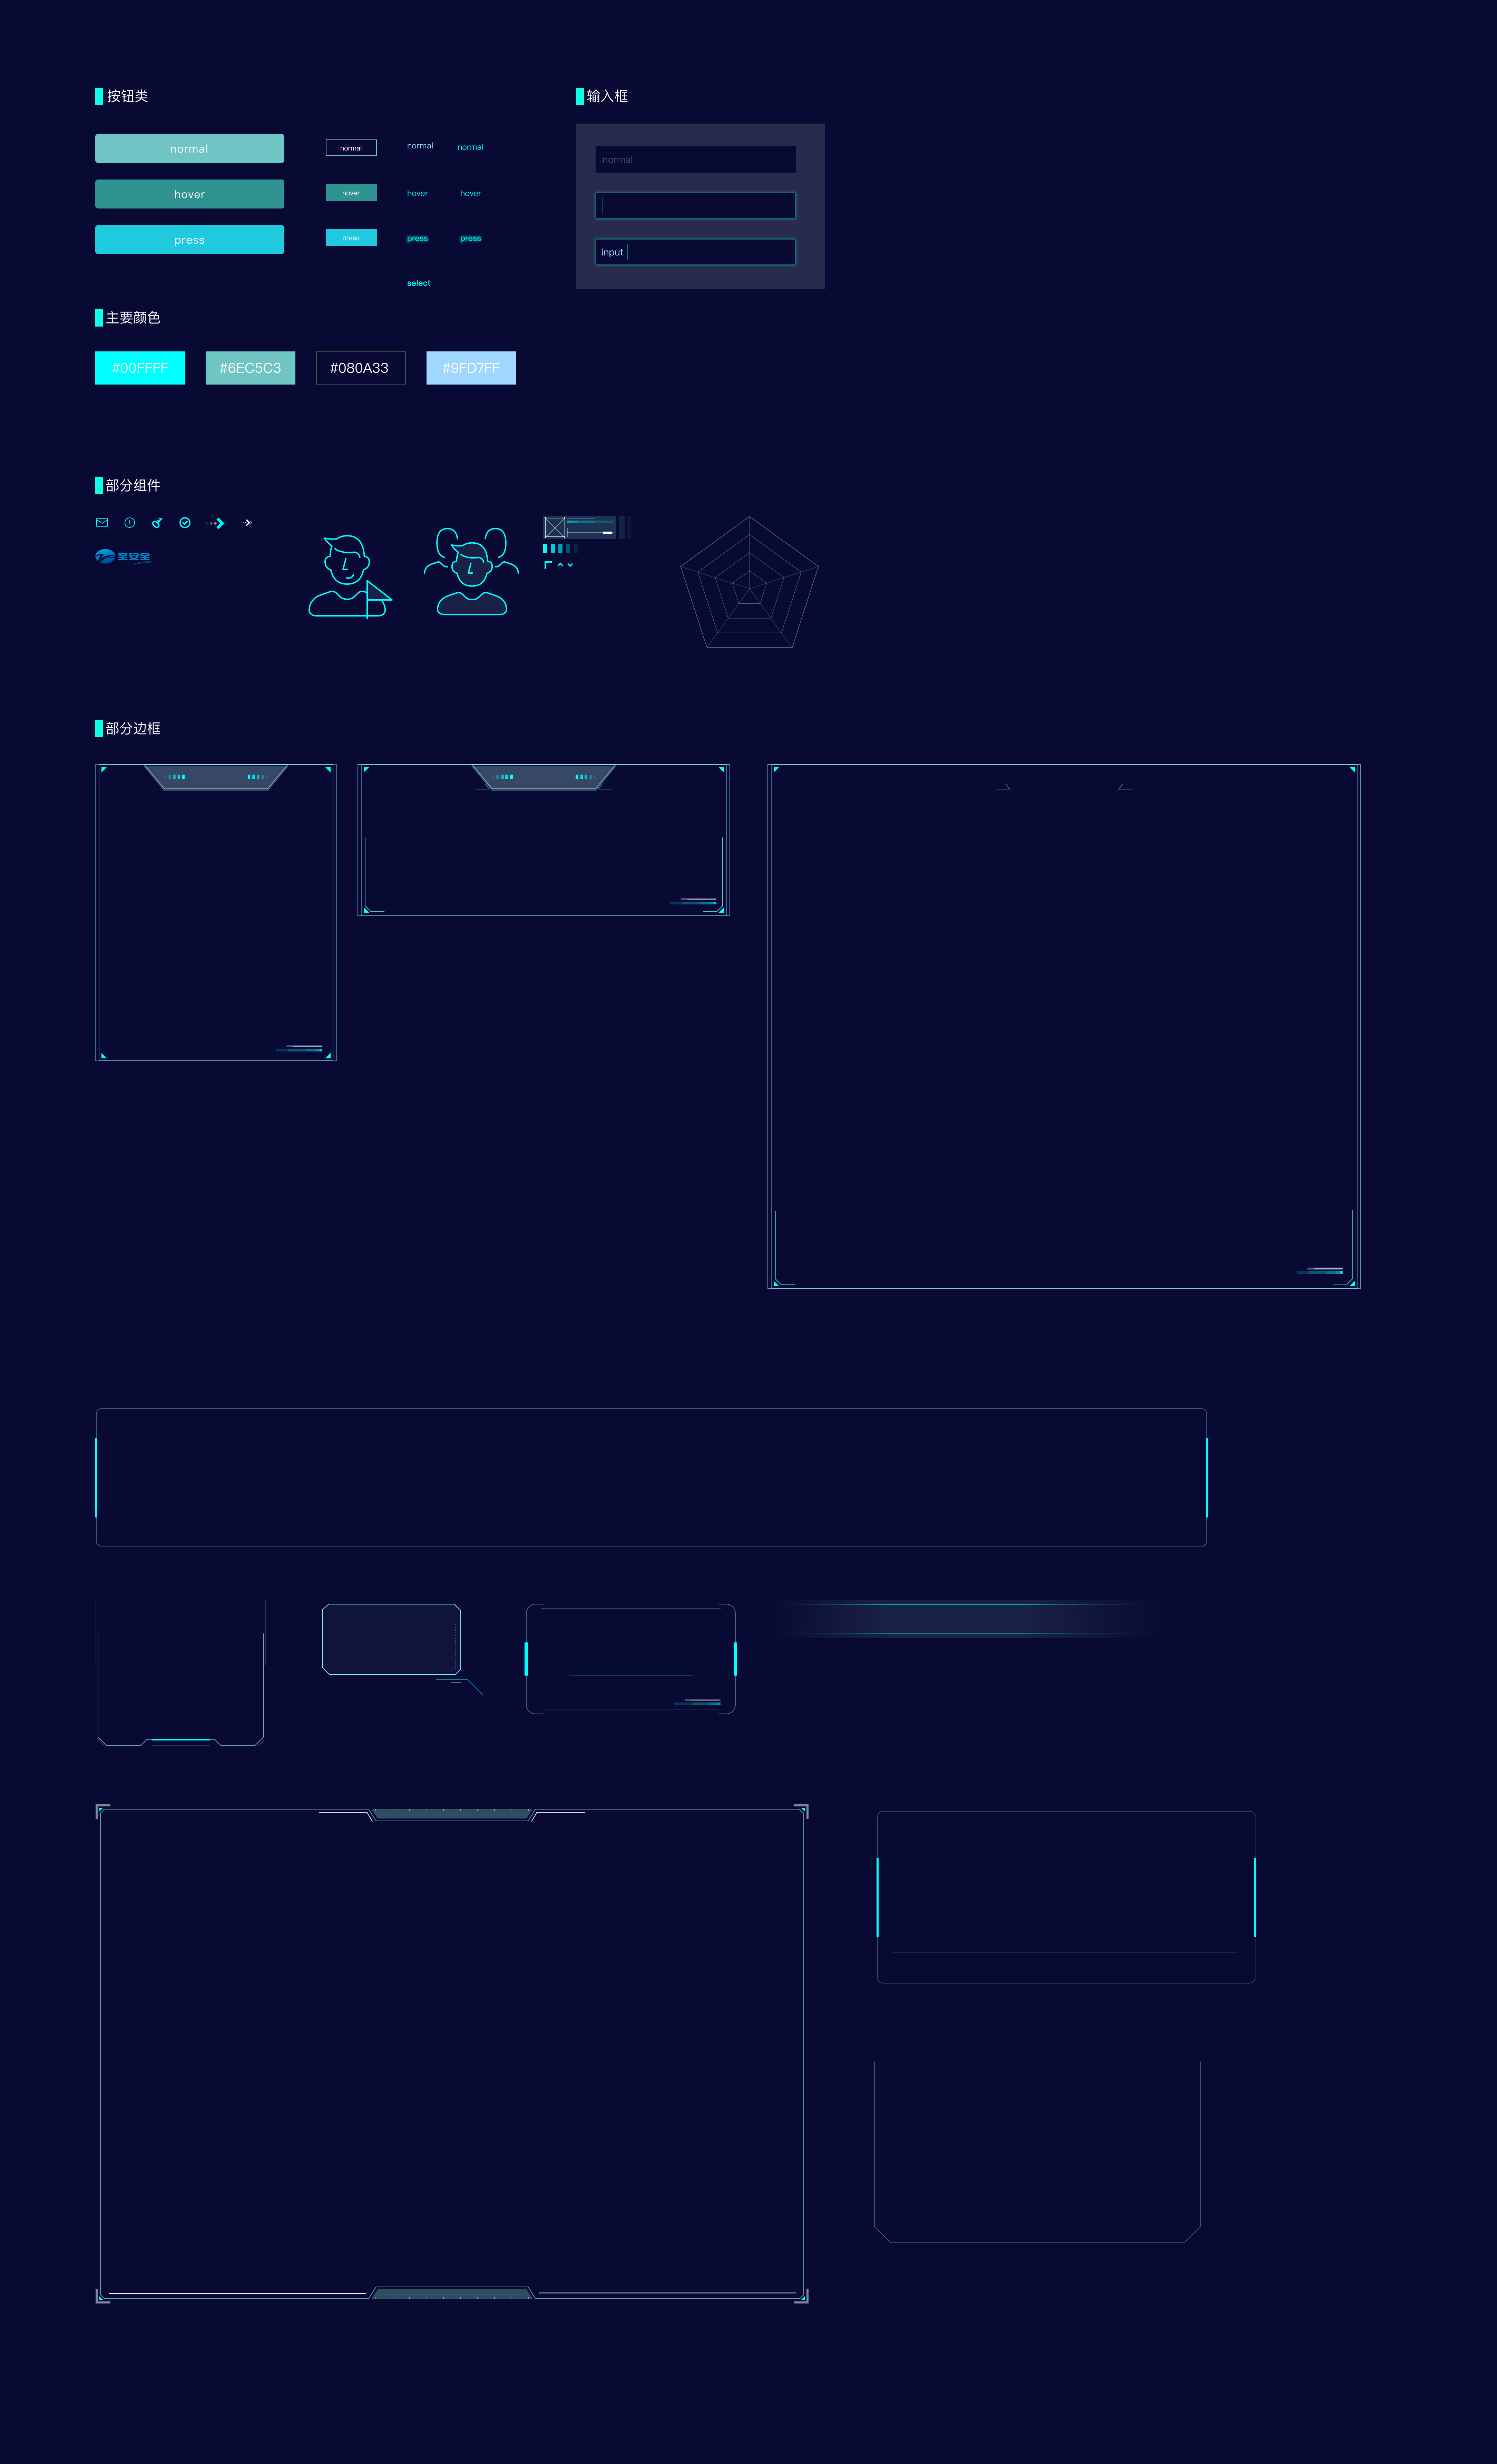 按钮类
normal
hover
press
normal
hover
press
normal
hover
press
select
normal
hover
press
输入框
normal
input
主要颜色
#00FFFF
#6EC5C3
#080A33
#9FD7FF
部分组件
至安全
部分边框